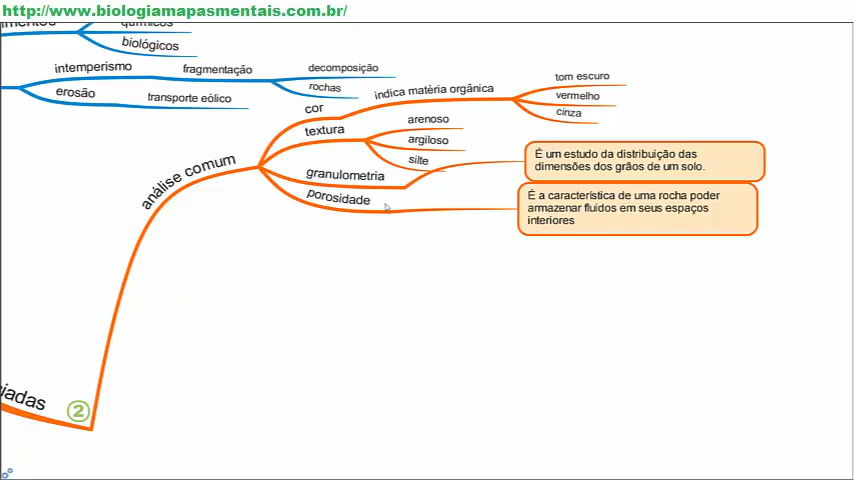 http://www.biologiamapasmentais.com.br/
químicos
biológicos
intemperismo
fragmentação
decomposição
rochas
erosão
transporte eólico
análise comum
cor
indica matéria orgânica
tom escuro
vermelho
cinza
textura
arenoso
argiloso
silte
granulometria
É um estudo da distribuição das
dimensões dos grãos de um solo.
porosidade
É a característica de uma rocha poder
armazenar fluidos em seus espaços
interiores
iadas
2